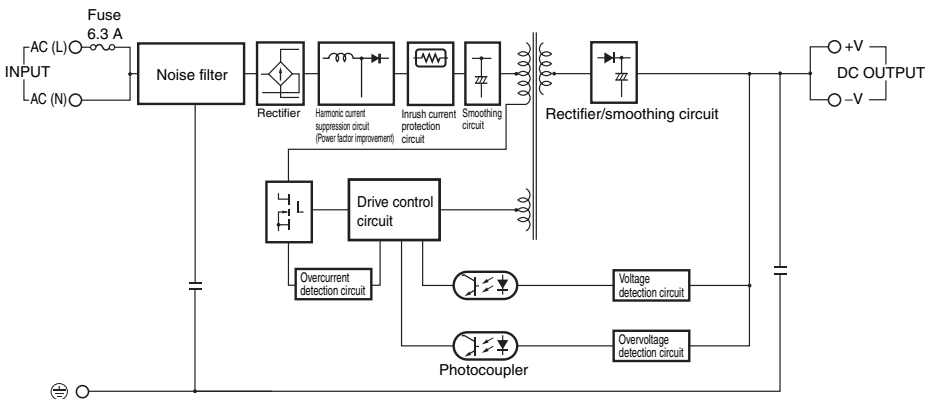 Fuse
6.3 A
AC (L)
INPUT
AC (N)
Noise filter
Rectifier
Harmonic current
suppression circuit
(Power factor improvement)
Inrush current
protection
circuit
Smoothing
circuit
Rectifier/smoothing circuit
+V
DC OUTPUT
–V
Drive control
circuit
Overcurrent
detection circuit
Voltage
detection circuit
Overvoltage
detection circuit
Photocoupler